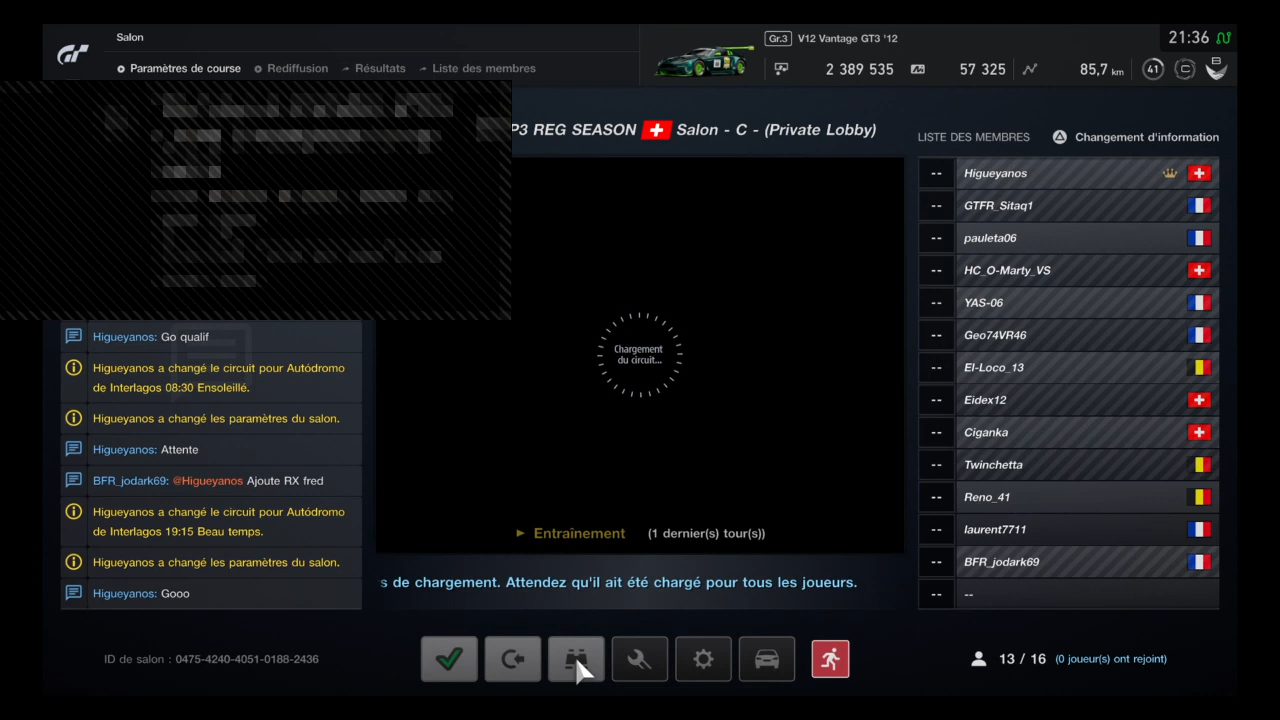 Salon
Gr.3 V12 Vantage GT3 '12
21:36
Paramètres de course
Rediffusion
Résultats
Liste des membres
2 389 535
57 325
85,7 km
41
C
B
P3 REG SEASON
Salon - C - (Private Lobby)
LISTE DES MEMBRES
Changement d'information
-- Higueyanos
-- GTFR_Sitaq1
-- pauleta06
-- HC_O-Marty_VS
-- YAS-06
-- Geo74VR46
-- El-Loco_13
-- Eidex12
-- Ciganka
-- Twinchetta
-- Reno_41
-- laurent7711
-- BFR_jodark69
-- --
Higueyanos: Go qualif
Higueyanos a changé le circuit pour Autódromo
de Interlagos 08:30 Ensoleillé.
Higueyanos a changé les paramètres du salon.
Higueyanos: Attente
BFR_jodark69: @Higueyanos Ajoute RX fred
Higueyanos a changé le circuit pour Autódromo
de Interlagos 19:15 Beau temps.
Higueyanos a changé les paramètres du salon.
Higueyanos: Gooo
Chargement
du circuit...
Entraînement (1 dernier(s) tour(s))
s de chargement. Attendez qu'il ait été chargé pour tous les joueurs.
ID de salon : 0475-4240-4051-0188-2436
13 / 16 (0 joueur(s) ont rejoint)